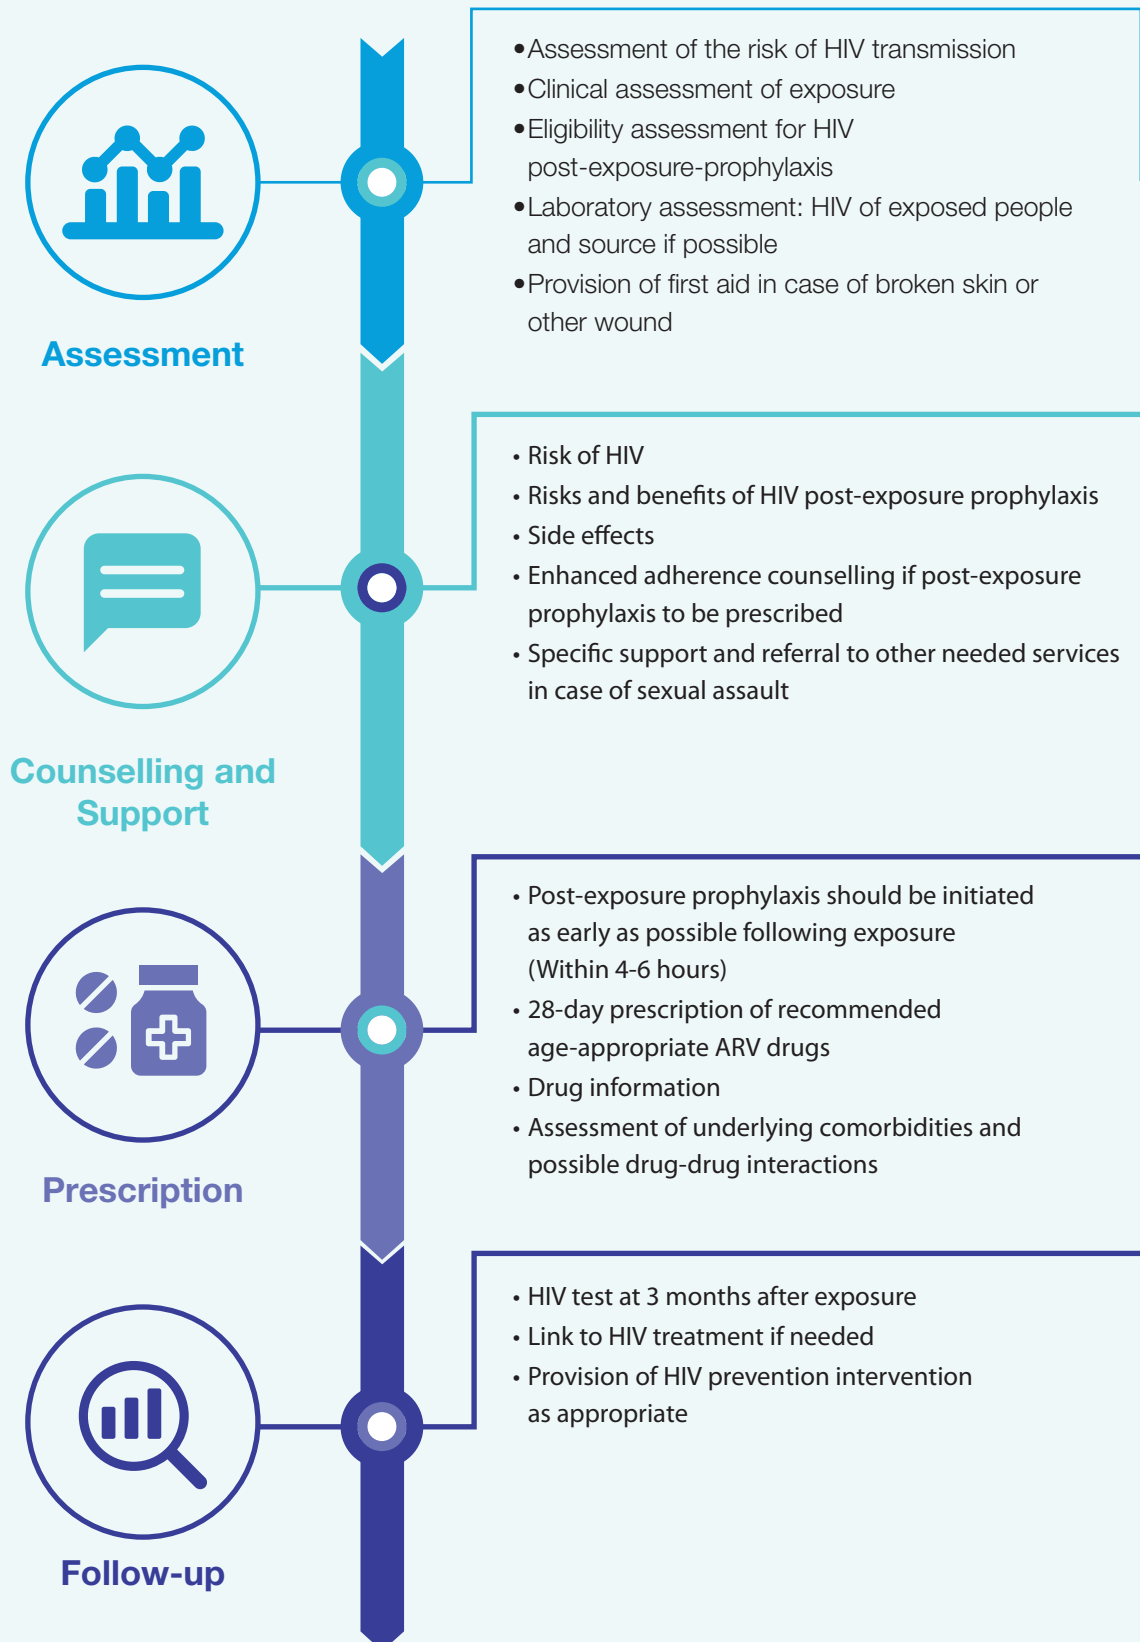 •Assessment of the risk of HIV transmission
•Clinical assessment of exposure
•Eligibility assessment for HIV
post-exposure-prophylaxis
•Laboratory assessment: HIV of exposed people
and source if possible
•Provision of first aid in case of broken skin or
other wound
Assessment
• Risk of HIV
• Risks and benefits of HIV post-exposure prophylaxis
• Side effects
• Enhanced adherence counselling if post-exposure
prophylaxis to be prescribed
• Specific support and referral to other needed services
in case of sexual assault
Counselling and
Support
• Post-exposure prophylaxis should be initiated
as early as possible following exposure
(Within 4-6 hours)
• 28-day prescription of recommended
age-appropriate ARV drugs
• Drug information
• Assessment of underlying comorbidities and
possible drug-drug interactions
Prescription
• HIV test at 3 months after exposure
• Link to HIV treatment if needed
• Provision of HIV prevention intervention
as appropriate
Follow-up